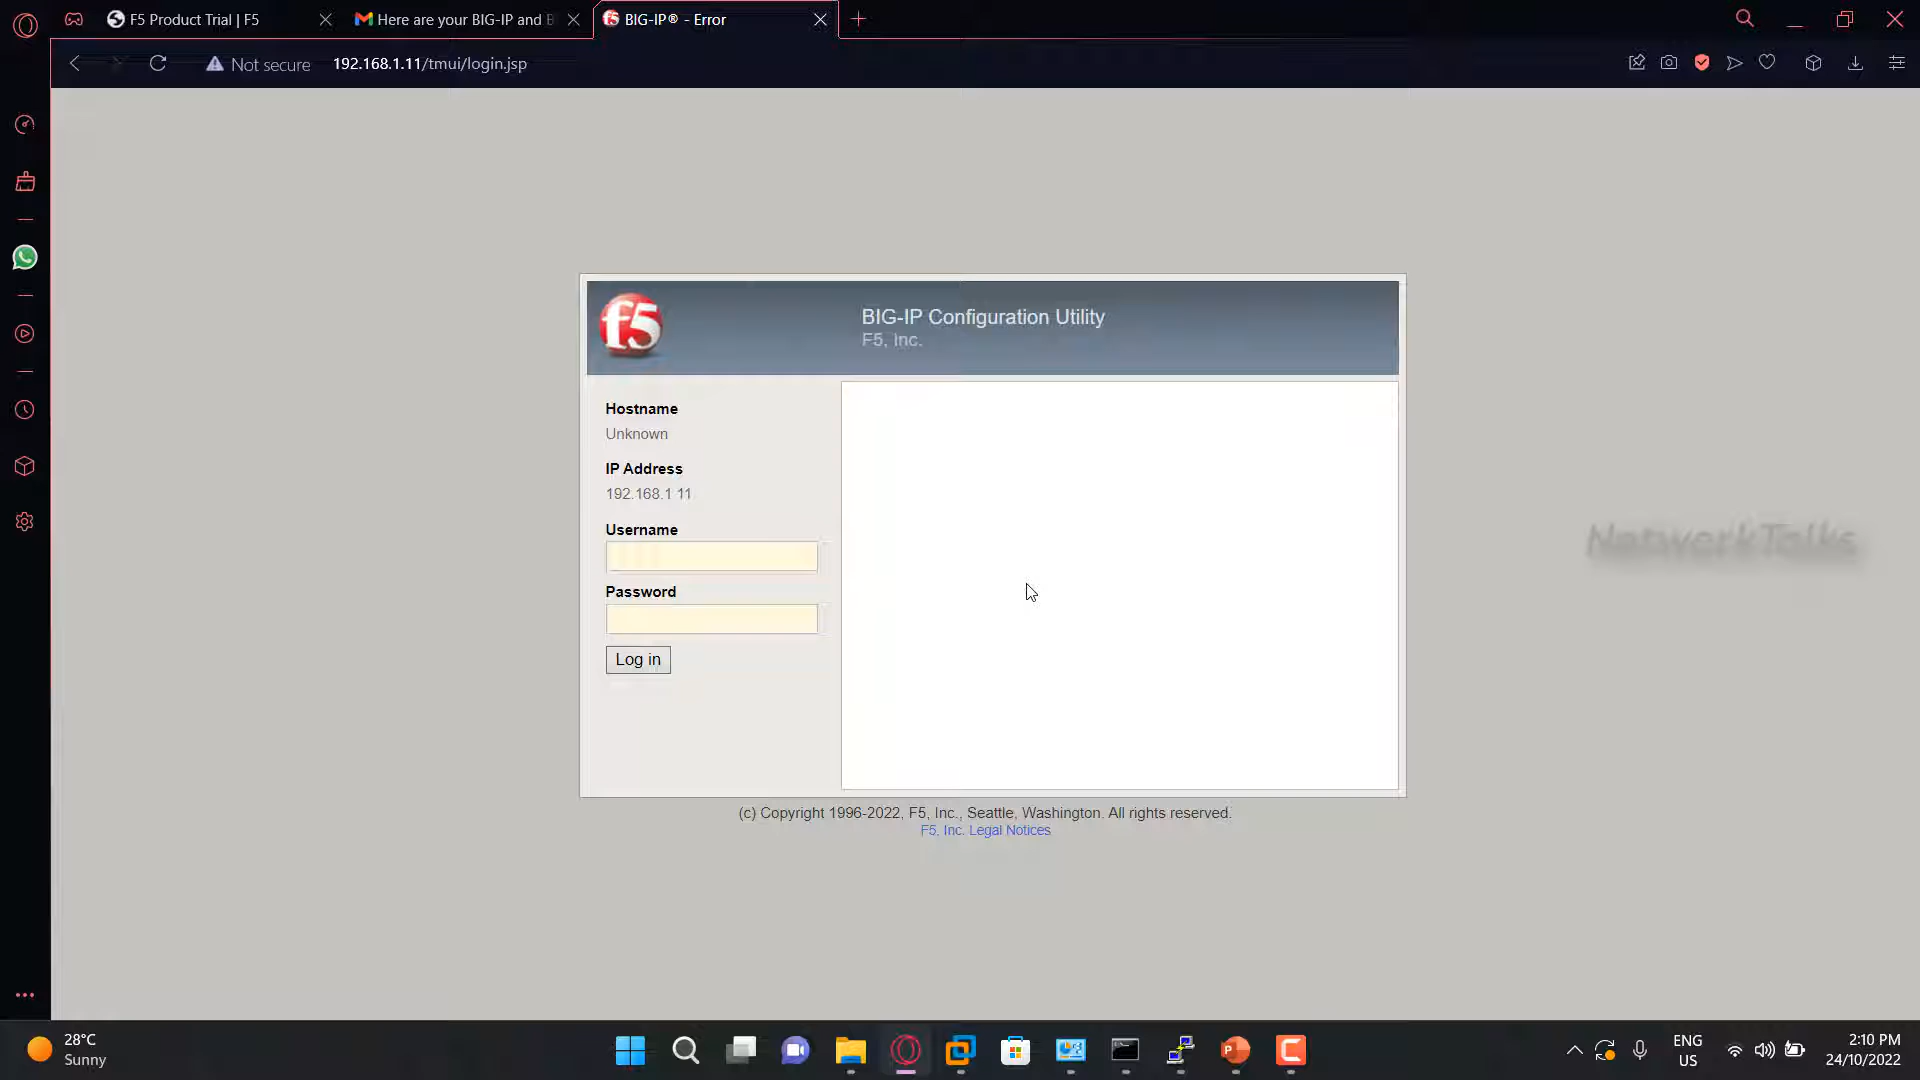 F5 Product Trial | F5
Here are your BIG-IP and B
BIG-IP® - Error
Not secure
192.168.1.11/tmui/login.jsp
f5
BIG-IP Configuration Utility
F5, Inc.
Hostname
Unknown
IP Address
192.168.1 11
Username
Password
Log in
NetworkTalks
(c) Copyright 1996-2022, F5, Inc., Seattle, Washington. All rights reserved.
F5, Inc. Legal Notices
28°C
Sunny
ENG
US
2:10 PM
24/10/2022